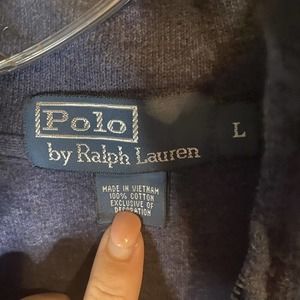 Polo
L
by Ralph Lauren
MADE IN VIETNAM
100% COTTON
EXCLUSIVE OF
DECORATION